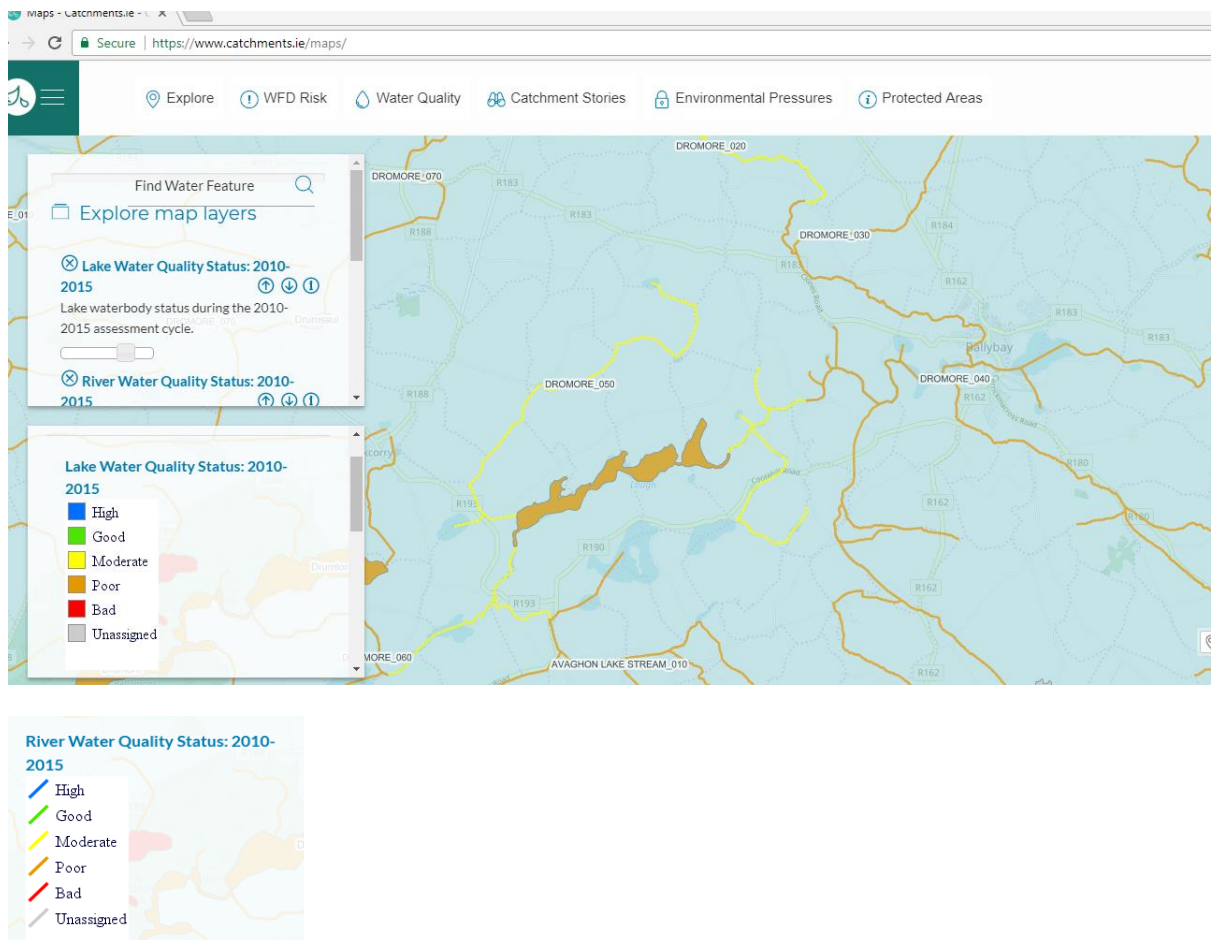 Maps - Catchments.ie -
Secure | https://www.catchments.ie/maps/
Explore
WFD Risk
Water Quality
Catchment Stories
Environmental Pressures
Protected Areas
Find Water Feature
Explore map layers
Lake Water Quality Status: 2010-
2015
Lake waterbody status during the 2010-
2015 assessment cycle.
River Water Quality Status: 2010-
2015
Lake Water Quality Status: 2010-
2015
High
Good
Moderate
Poor
Bad
Unassigned
DROMORE_020
DROMORE_070
R183
R183
R188
R184
DROMORE_030
R183
R162
R183
R183
Ballybay
DROMORE_050
DROMORE_040
R188
R162
R180
Lough
R193
R162
R180
R190
R162
R193
MORE_060
AVAGHON LAKE STREAM_010
R162
River Water Quality Status: 2010-
2015
High
Good
Moderate
Poor
Bad
Unassigned